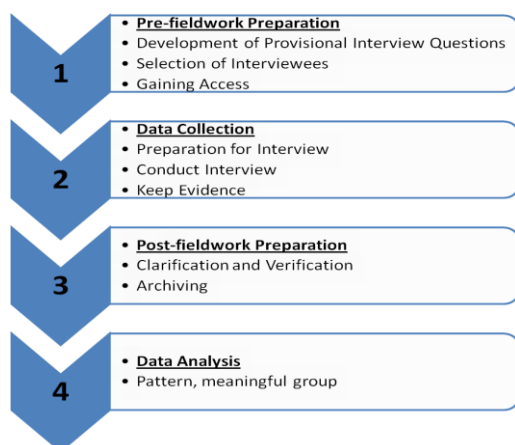 1
• Pre-fieldwork Preparation
• Development of Provisional Interview Questions
• Selection of Interviewees
• Gaining Access
2
• Data Collection
• Preparation for Interview
• Conduct Interview
• Keep Evidence
3
• Post-fieldwork Preparation
• Clarification and Verification
• Archiving
4
• Data Analysis
• Pattern, meaningful group